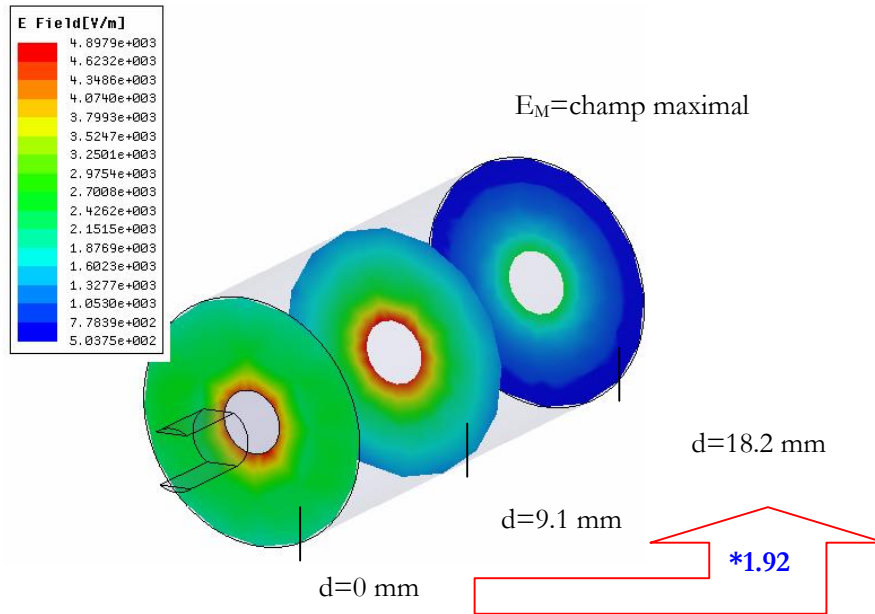 E Field[V/m]
4.8979e+003
4.6232e+003
4.3486e+003
4.0740e+003
3.7993e+003
3.5247e+003
3.2501e+003
2.9754e+003
2.7008e+003
2.4262e+003
2.1515e+003
1.8769e+003
1.6023e+003
1.3277e+003
1.0530e+003
7.7839e+002
5.0375e+002
E_M=champ maximal
d=18.2 mm
d=9.1 mm
*1.92
d=0 mm